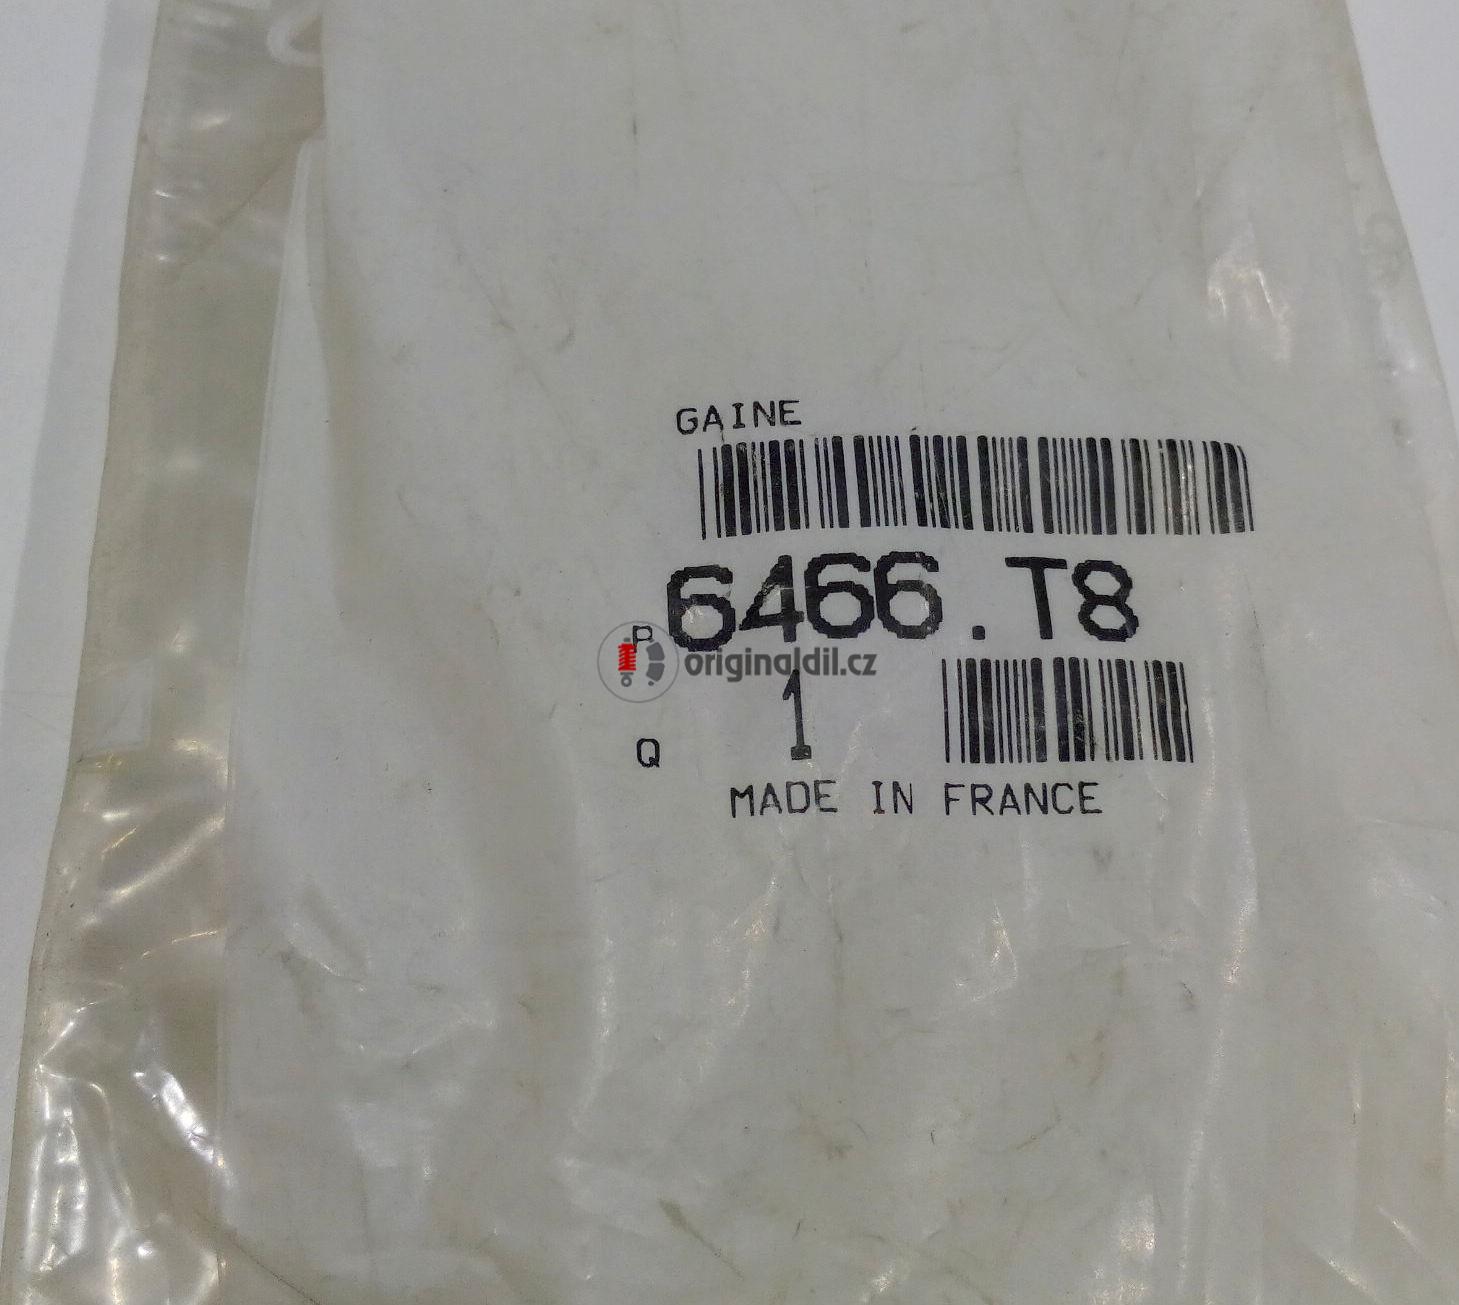 GAINE
P 6466.T8
originaldil.cz
Q 1
MADE IN FRANCE